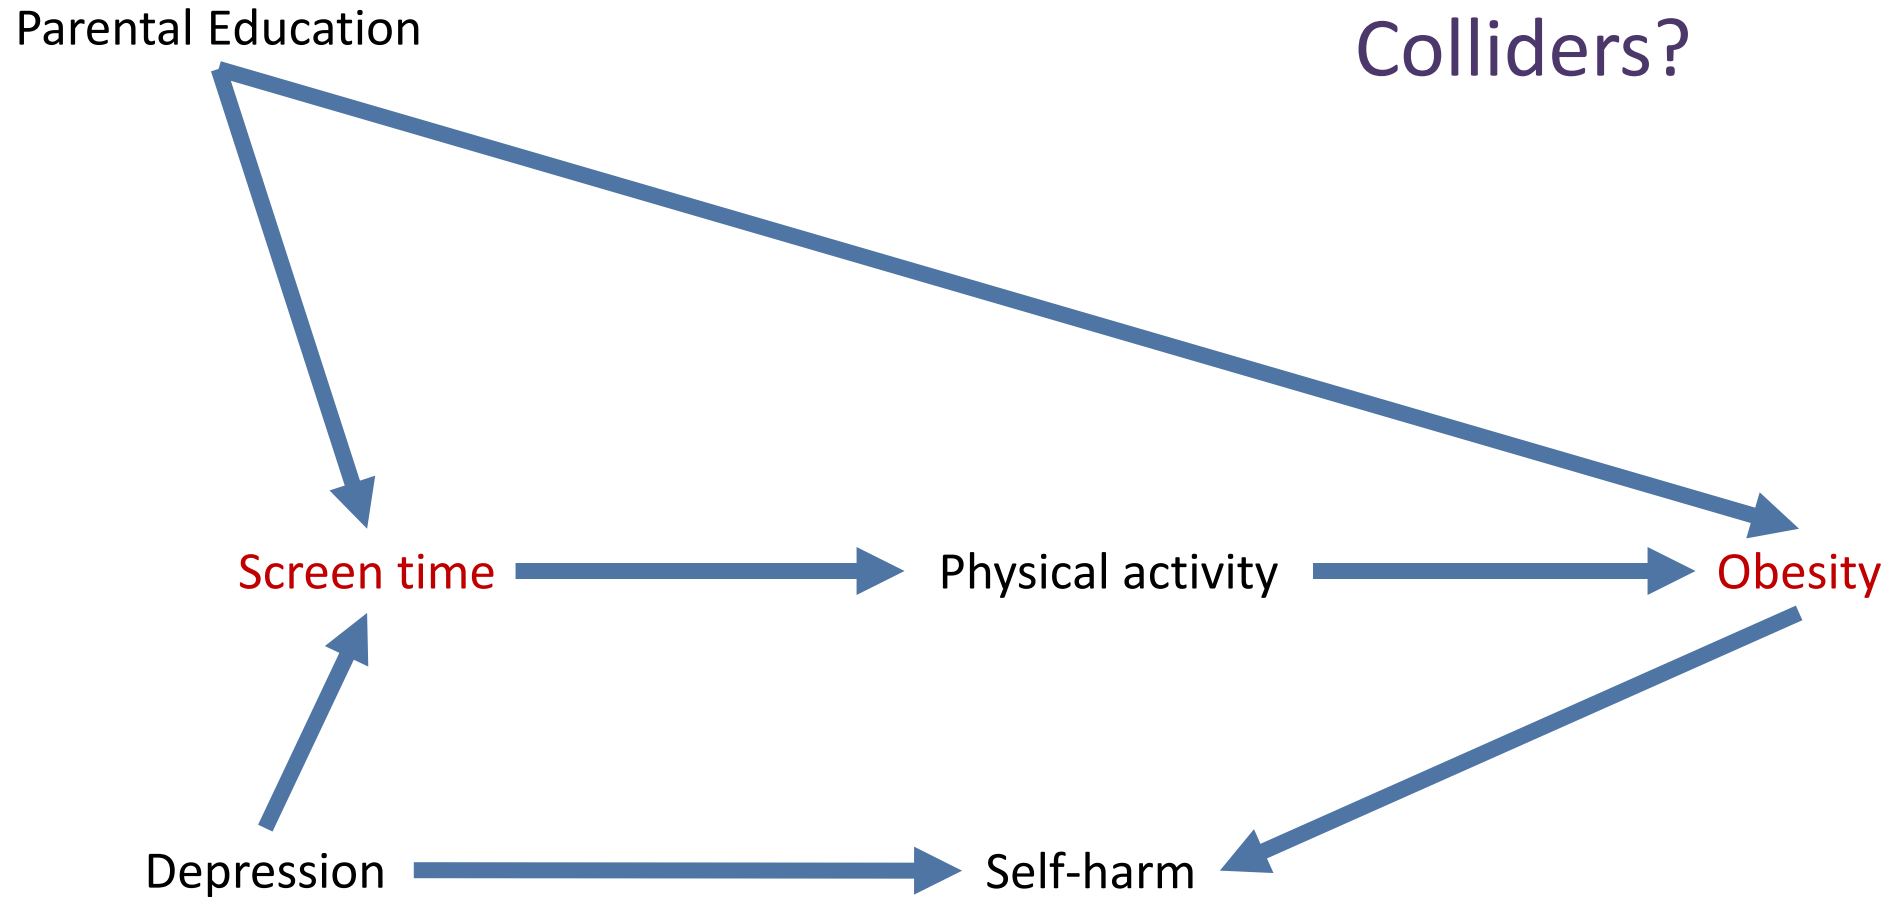 Parental Education
Colliders?
Screen time
Physical activity
Obesity
Depression
Self-harm